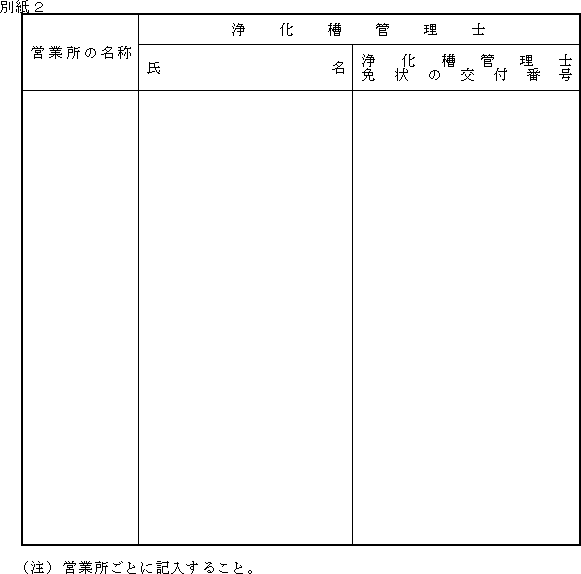 別紙２
浄化槽管理士
営業所の名称
氏名
浄化槽管理士
免状の交付番号
（注）営業所ごとに記入すること。